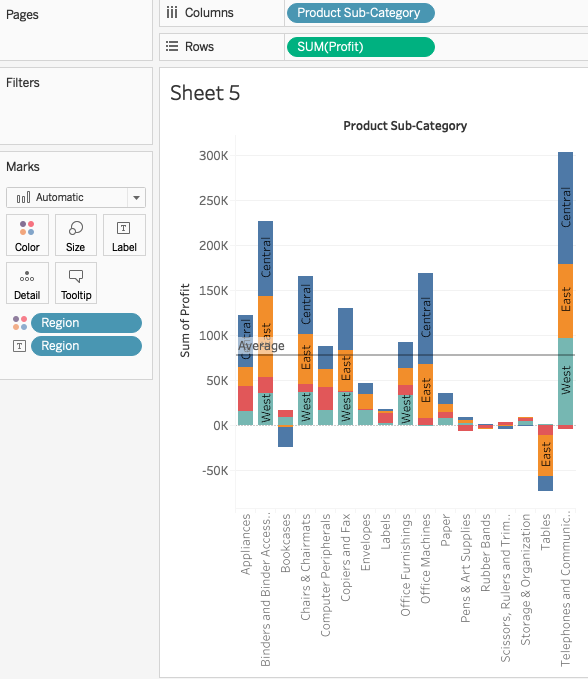 Pages
Columns
Product Sub-Category
Rows
SUM(Profit)
Filters
Marks
Automatic
Color
Size
Label
Detail
Tooltip
Region
Region
Sheet 5
Product Sub-Category
Sum of Profit
300K
250K
200K
150K
100K
50K
0K
-50K
Average
Central
Central
East
West
Central
East
West
East
West
West
Central
East
East
Central
East
West
Appliances
Binders and Binder Access..
Bookcases
Chairs & Chairmats
Computer Peripherals
Copiers and Fax
Envelopes
Labels
Office Furnishings
Office Machines
Paper
Pens & Art Supplies
Rubber Bands
Scissors, Rulers and Trim..
Storage & Organization
Tables
Telephones and Communic..